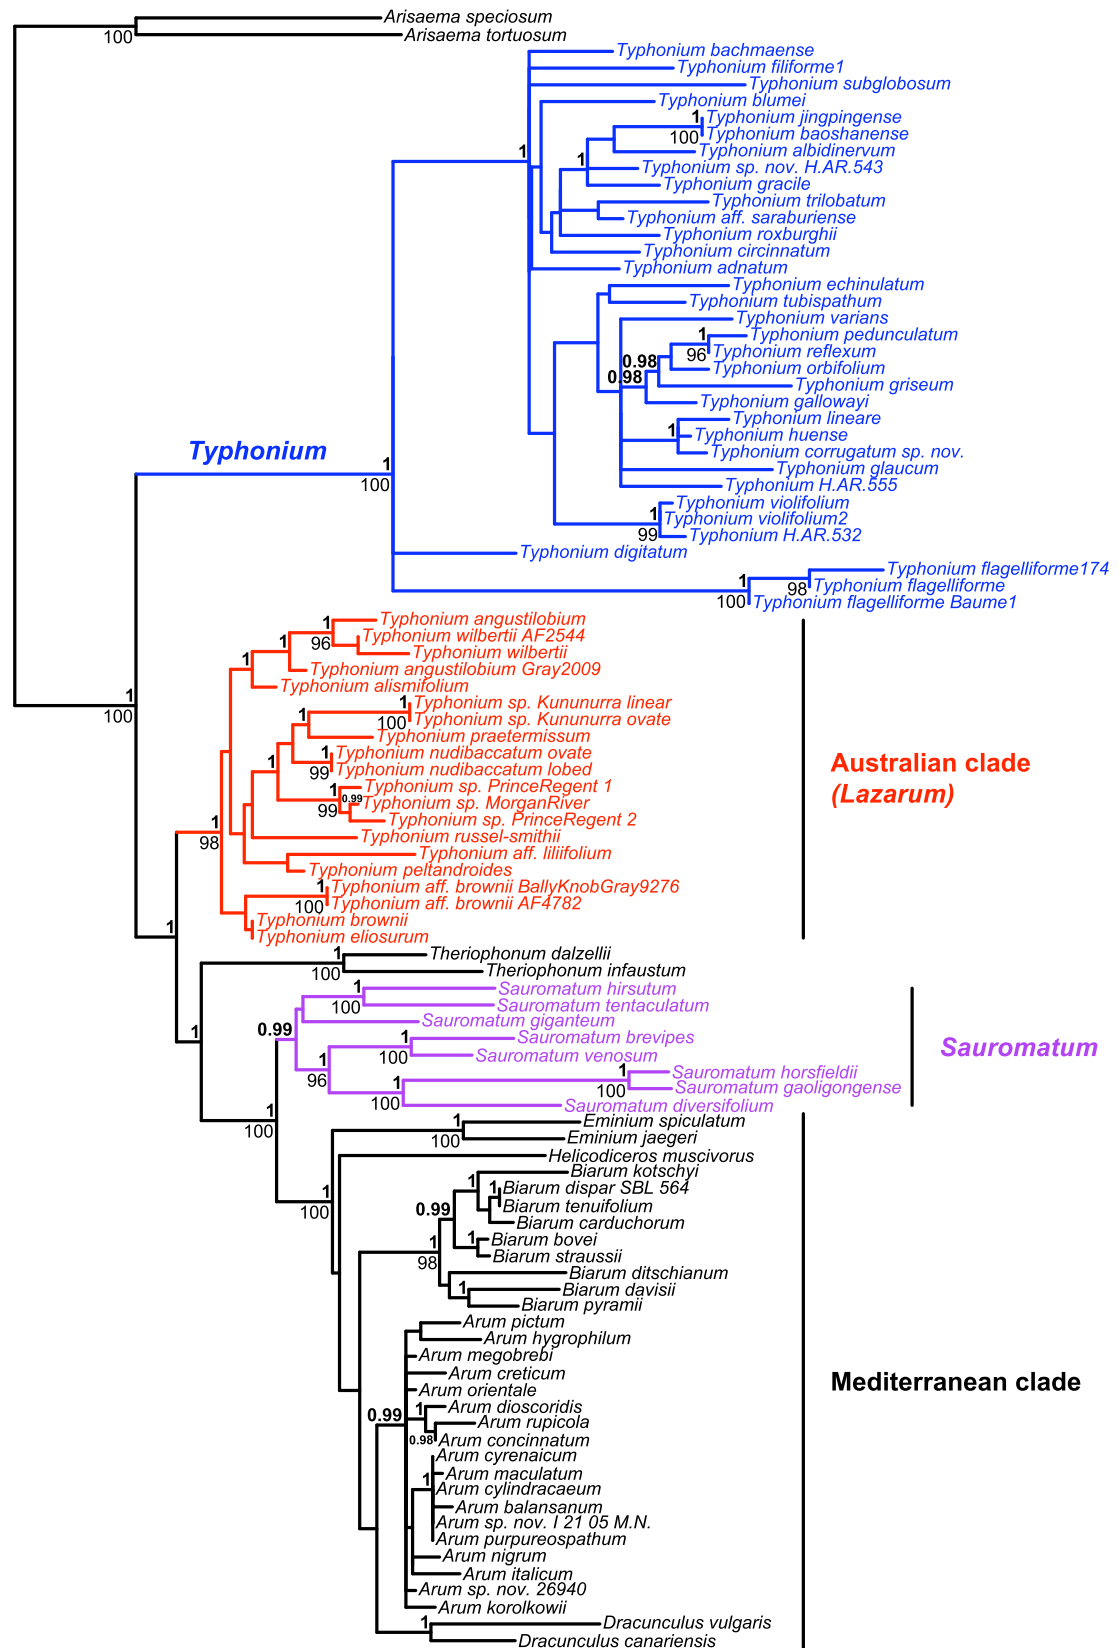 Arisaema speciosum
100
Arisaema tortuosum
Typhonium bachmaense
Typhonium filiforme1
Typhonium subglobosum
Typhonium blumei
1
Typhonium jingpingense
100
Typhonium baoshanense
1
Typhonium albidinervum
1
Typhonium sp. nov. H.AR.543
Typhonium gracile
Typhonium trilobatum
Typhonium aff. saraburiense
Typhonium roxburghii
Typhonium circinnatum
Typhonium adnatum
Typhonium echinulatum
Typhonium tubispathum
Typhonium varians
1
Typhonium pedunculatum
96
Typhonium reflexum
0.98
Typhonium orbifolium
0.98
Typhonium griseum
Typhonium gallowayi
Typhonium lineare
1
Typhonium huense
Typhonium corrugatum sp. nov.
Typhonium
1
100
Typhonium glaucum
Typhonium H.AR.555
Typhonium violifolium
1
Typhonium violifolium2
99
Typhonium H.AR.532
Typhonium digitatum
Typhonium flagelliforme174
1
98
Typhonium flagelliforme
100
Typhonium flagelliforme Baume1
1
Typhonium angustilobium
1
96
Typhonium wilbertii AF2544
Typhonium wilbertii
1
Typhonium angustilobium Gray2009
Typhonium alismifolium
1
100
1
Typhonium sp. Kununurra linear
100
Typhonium sp. Kununurra ovate
Typhonium praetermissum
1
Typhonium nudibaccatum ovate
1
99
Typhonium nudibaccatum lobed
Australian clade
(Lazarum)
1
Typhonium sp. PrinceRegent 1
0.99
99
Typhonium sp. MorganRiver
Typhonium sp. PrinceRegent 2
1
98
Typhonium russel-smithii
Typhonium aff. liliifolium
Typhonium peltandroides
1
Typhonium aff. brownii BallyKnobGray9276
100
Typhonium aff. brownii AF4782
Typhonium brownii
1
Typhonium eliosurum
1
Theriophonum dalzellii
100
Theriophonum infaustum
1
Sauromatum hirsutum
100
Sauromatum tentaculatum
Sauromatum giganteum
1
0.99
1
Sauromatum brevipes
100
Sauromatum venosum
Sauromatum
1
96
1
Sauromatum horsfieldii
100
Sauromatum gaoligongense
1
100
Sauromatum diversifolium
1
100
1
Eminium spiculatum
100
Eminium jaegeri
Helicodiceros muscivorus
Biarum kotschyi
1
1
Biarum dispar SBL 564
1
100
Biarum tenuifolium
0.99
Biarum carduchorum
1
Biarum bovei
1
98
Biarum straussii
Biarum ditschianum
1
Biarum davisii
Biarum pyramii
Arum pictum
Arum hygrophilum
Arum megobrebi
Arum creticum
Mediterranean clade
Arum orientale
1
Arum dioscoridis
0.99
Arum rupicola
0.98
Arum concinnatum
Arum cyrenaicum
1
Arum maculatum
Arum cylindracaeum
Arum balansanum
Arum sp. nov. I 21 05 M.N.
Arum purpureospathum
Arum nigrum
Arum italicum
Arum sp. nov. 26940
Arum korolkowii
1
Dracunculus vulgaris
Dracunculus canariensis